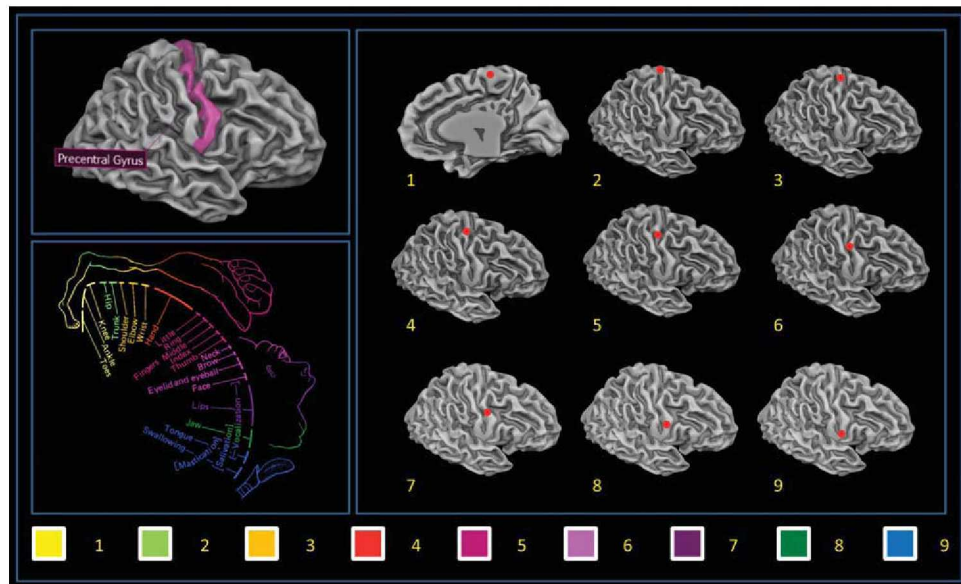 Precentral Gyrus
1
2
3
4
5
6
7
8
9
Toes
Ankle
Knee
Hip
Trunk
Shoulder
Elbow
Wrist
Hand
Little
Ring
Middle
Index
Thumb
Fingers
Neck
Brow
Eyelid and eyeball
Face
Lips
[Vocalization]
Jaw
[Salivation]
Tongue
[Mastication]
Swallowing
1 2 3 4 5 6 7 8 9